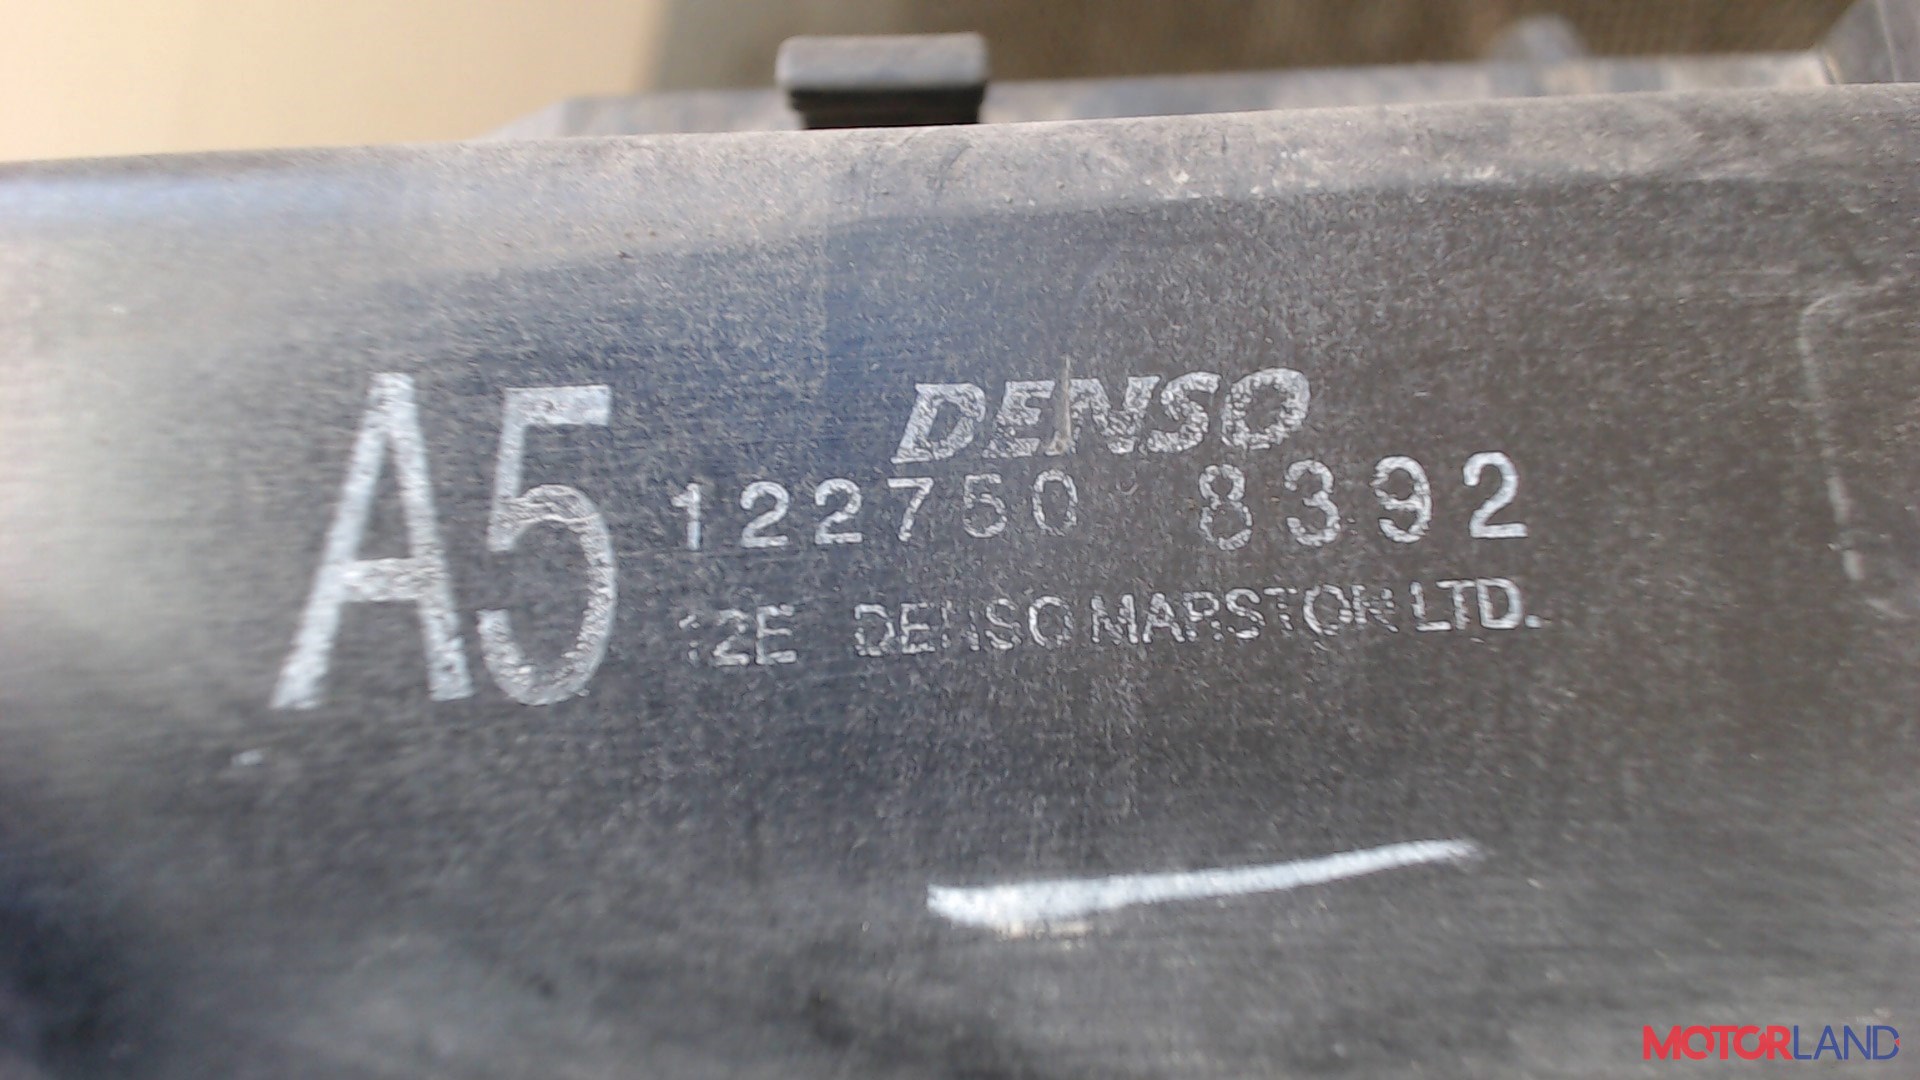 A5
DENSO
122750 8392
12E DENSO MARSTON LTD.
MOTORLAND